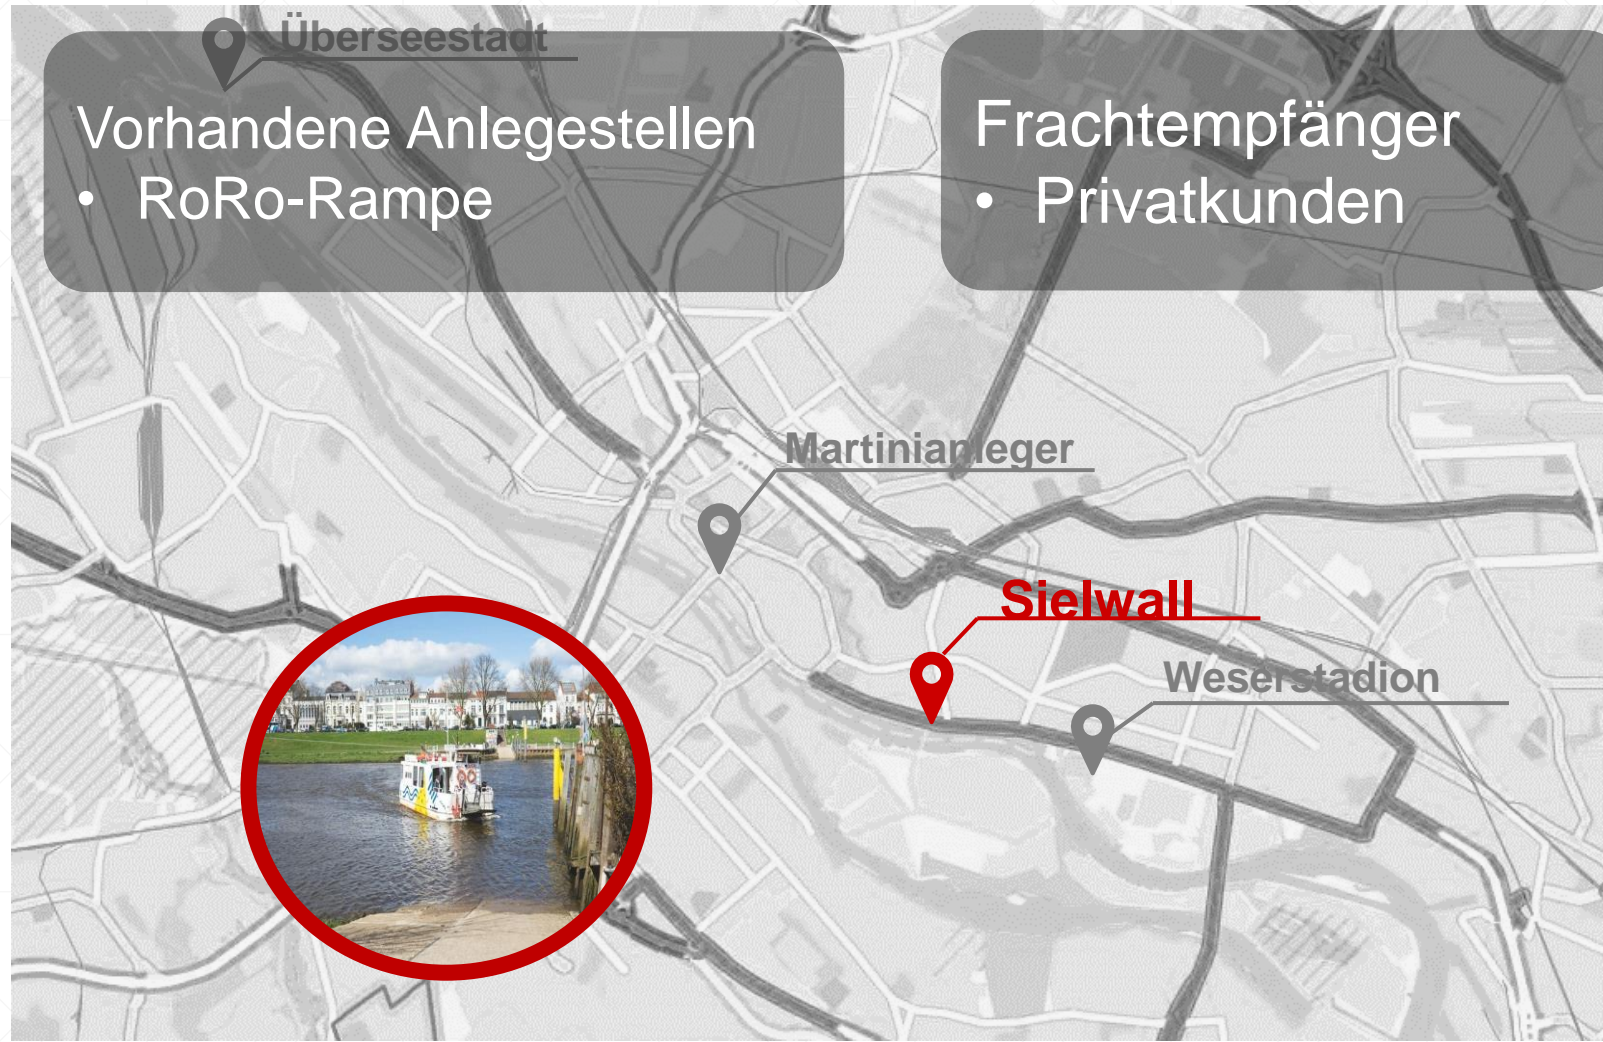 Überseestadt
Vorhandene Anlegestellen
• RoRo-Rampe
Frachtempfänger
• Privatkunden
Martinianleger
Sielwall
Weserstadion